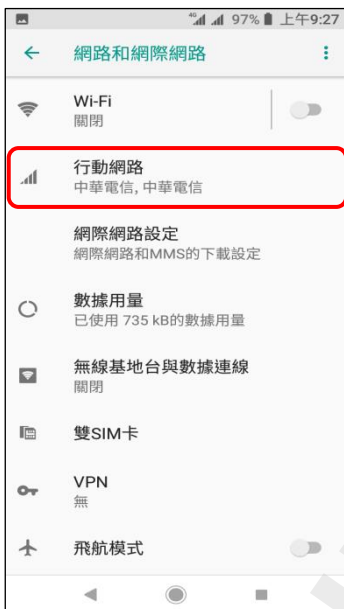 4G 97% 上午9:27
網路和網際網路
Wi-Fi
關閉
行動網路
中華電信, 中華電信
網際網路設定
網際網路和MMS的下載設定
數據用量
已使用 735 kB的數據用量
無線基地台與數據連線
關閉
雙SIM卡
VPN
無
飛航模式